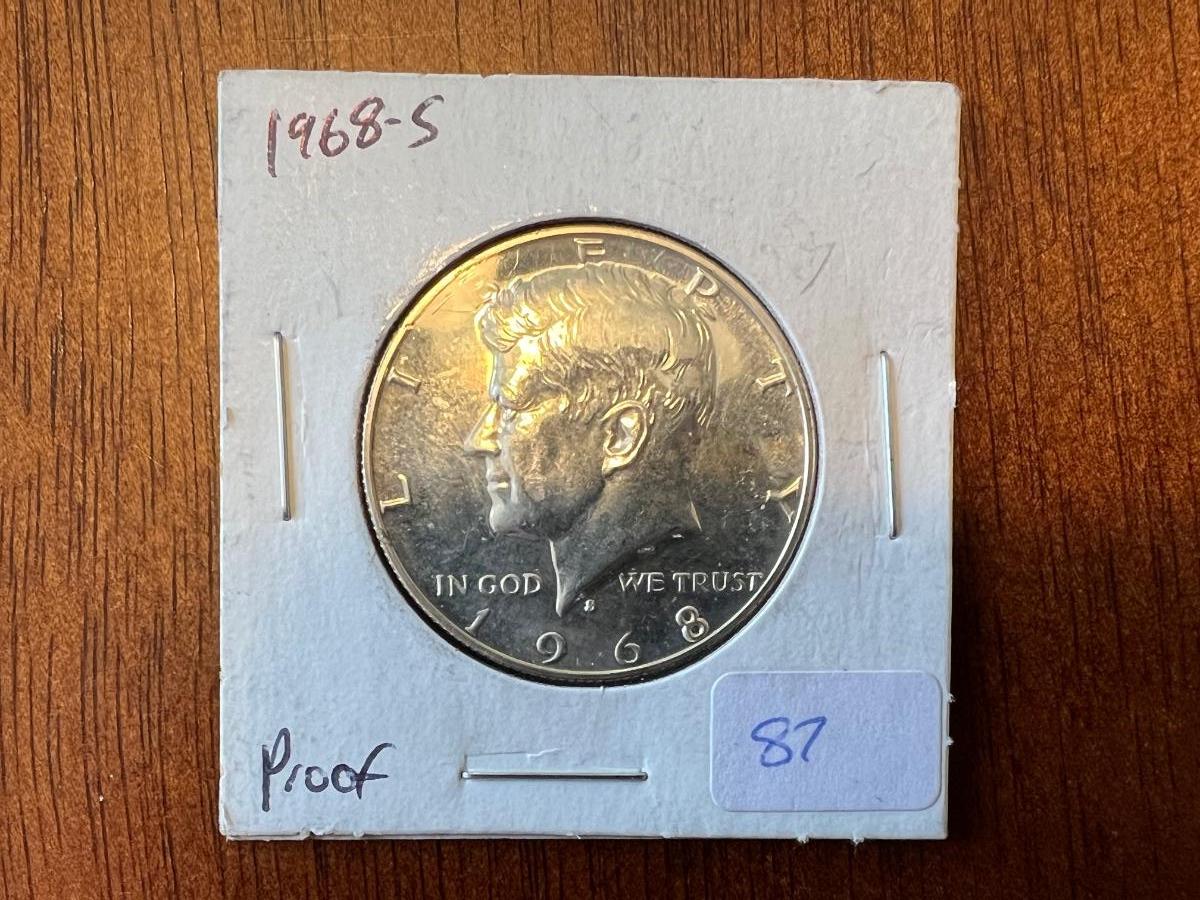 1968-S
LIBERTY
IN GOD WE TRUST
S
1968
Proof
87